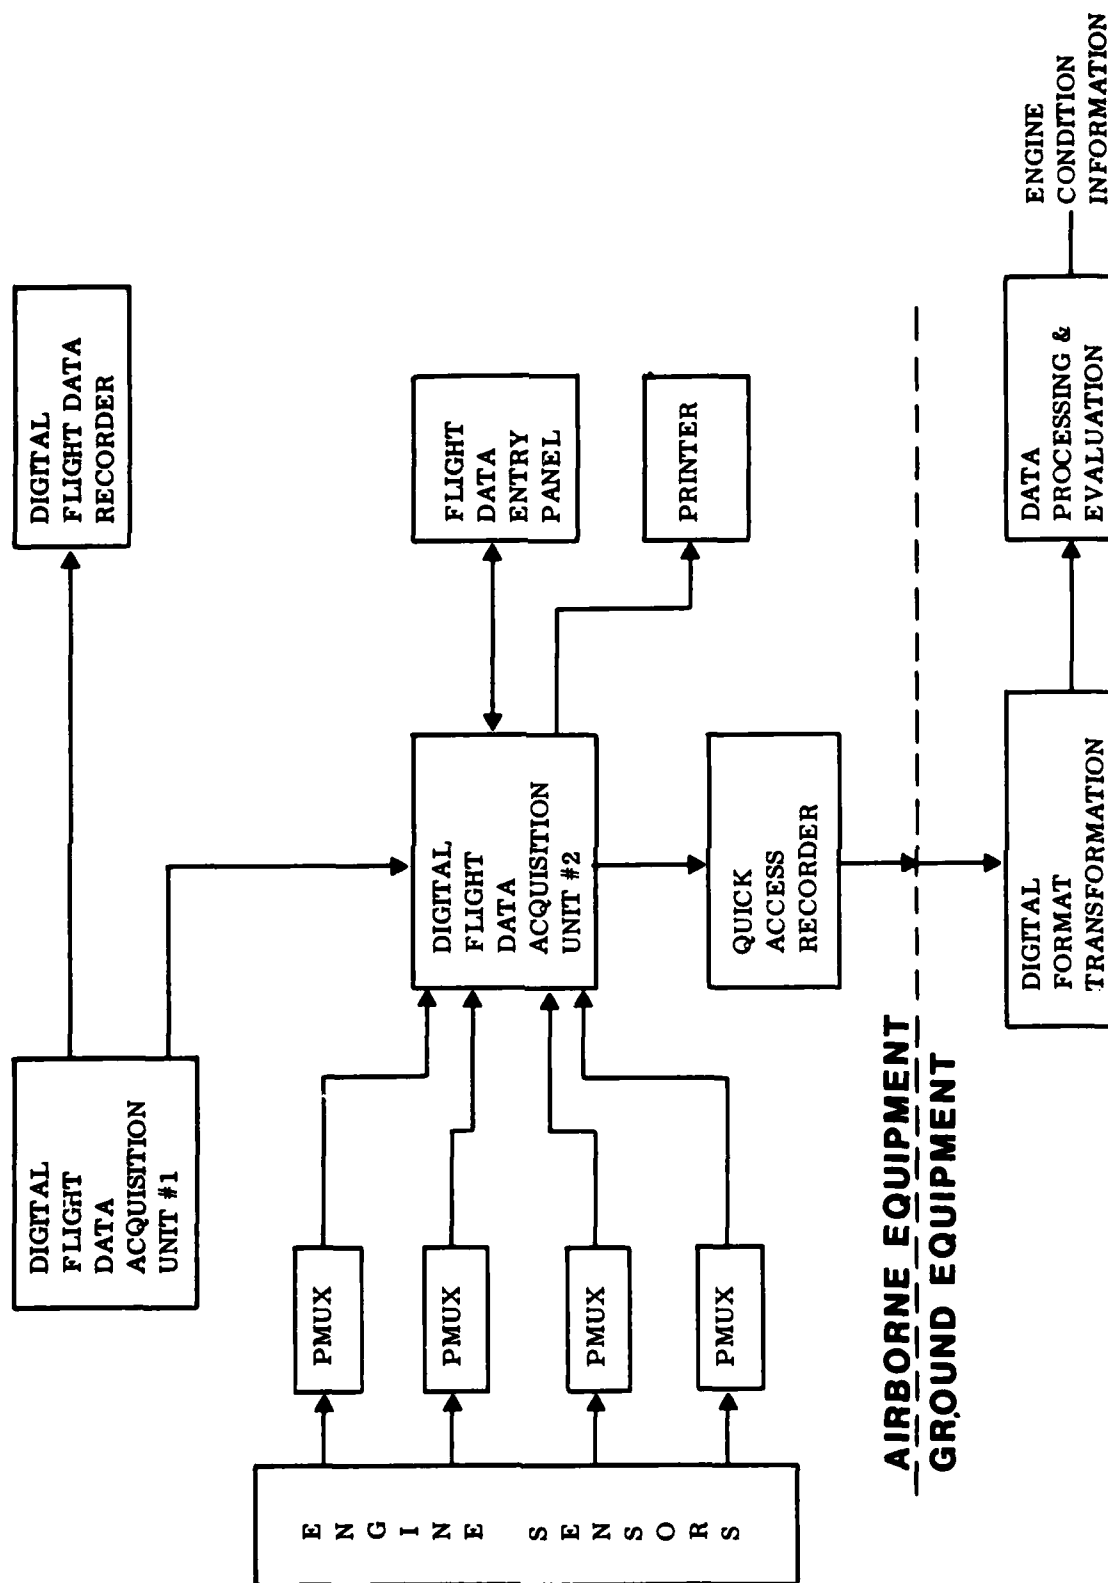 DIGITAL
FLIGHT
DATA
ACQUISITION
UNIT #1
DIGITAL
FLIGHT DATA
RECORDER
ENGINE SENSORS
PMUX
PMUX
PMUX
PMUX
DIGITAL
FLIGHT
DATA
ACQUISITION
UNIT #2
FLIGHT
DATA
ENTRY
PANEL
PRINTER
QUICK
ACCESS
RECORDER
AIRBORNE EQUIPMENT
GROUND EQUIPMENT
DIGITAL
FORMAT
TRANSFORMATION
DATA
PROCESSING &
EVALUATION
ENGINE
CONDITION
INFORMATION